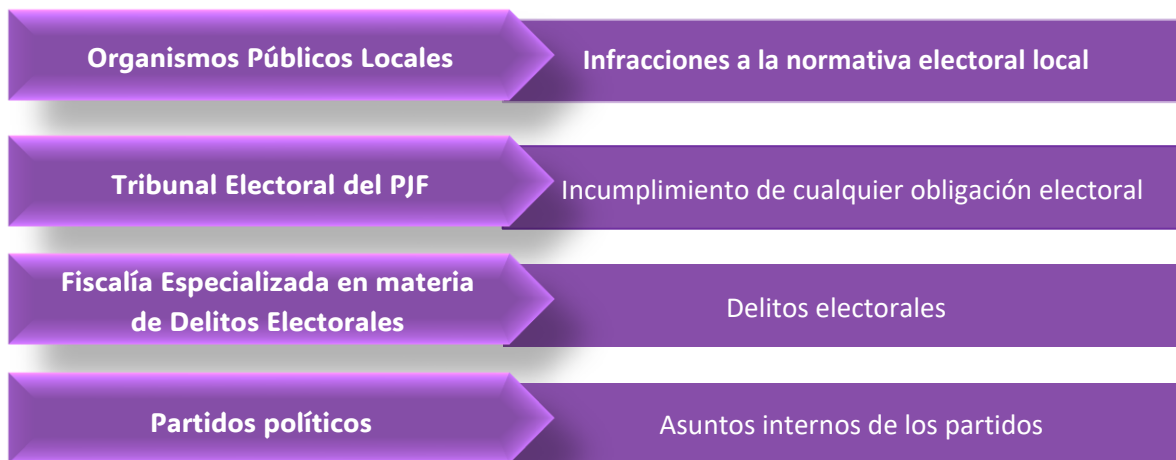 Organismos Públicos Locales
Infracciones a la normativa electoral local
Tribunal Electoral del PJF
Incumplimiento de cualquier obligación electoral
Fiscalía Especializada en materia
de Delitos Electorales
Delitos electorales
Partidos políticos
Asuntos internos de los partidos